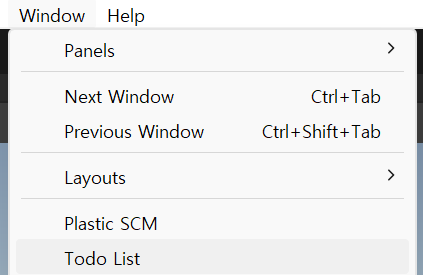 Window Help
Panels
Next Window Ctrl+Tab
Previous Window Ctrl+Shift+Tab
Layouts
Plastic SCM
Todo List